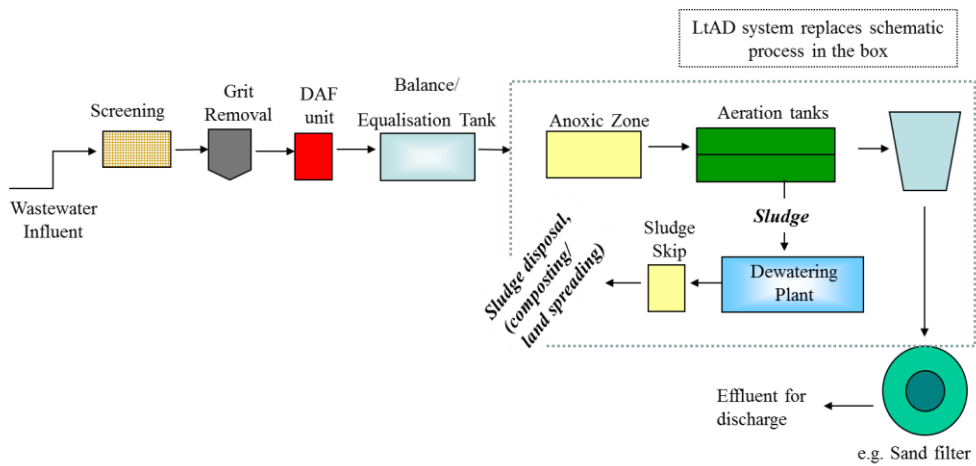 LtAD system replaces schematic
process in the box
Screening
Grit
Removal
DAF
unit
Balance/
Equalisation Tank
Anoxic Zone
Aeration tanks
Wastewater
Influent
Sludge
Sludge
Skip
Dewatering
Plant
Sludge disposal,
(composting/
land spreading)
Effluent for
discharge
e.g. Sand filter